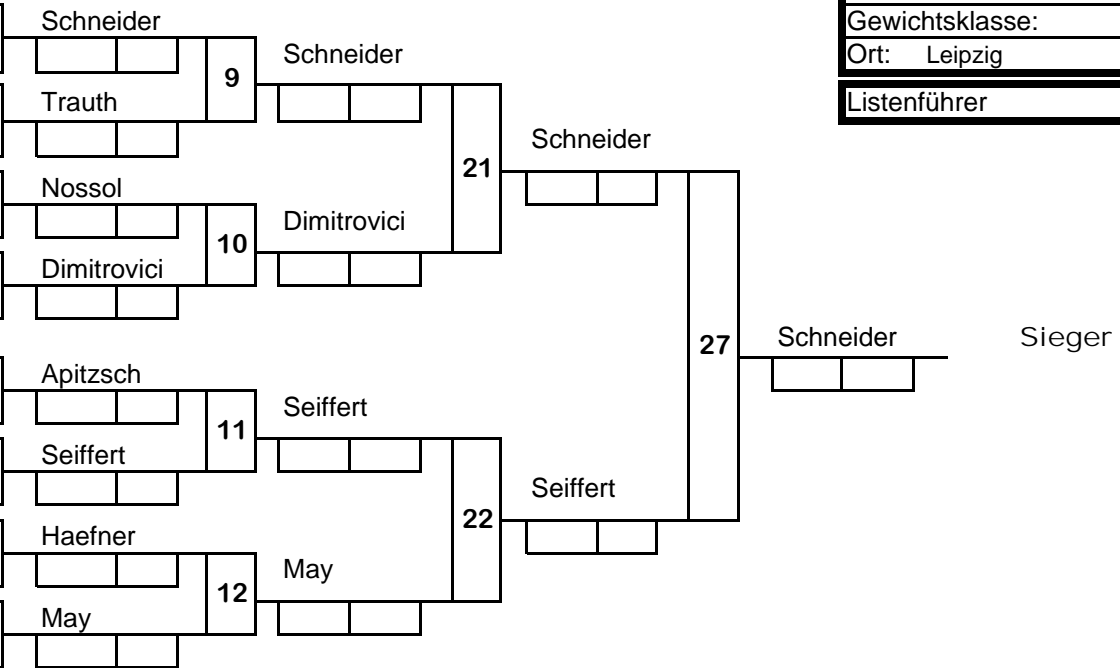 Schneider
9
Trauth
Nossol
10
Dimitrovici
Apitzsch
11
Seiffert
Haefner
12
May
Schneider
21
Dimitrovici
Seiffert
22
May
Schneider
27
Seiffert
Schneider
Sieger
Gewichtsklasse:
Ort: Leipzig
Listenführer